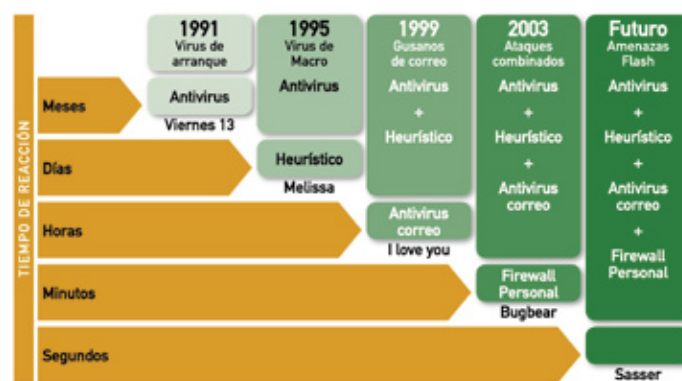 1991
Virus de
arranque
1995
Virus de
Macro
1999
Gusanos
de correo
2003
Ataques
combinados
Futuro
Amenazas
Flash
TIEMPO DE REACCIÓN
Meses
Antivirus
Viernes 13
Antivirus
Antivirus
+
Heurístico
Antivirus
+
Heurístico
+
Antivirus
correo
Antivirus
+
Heurístico
+
Antivirus
correo
+
Firewall
Personal
Días
Heurístico
Melissa
Horas
Antivirus
correo
I love you
Minutos
Firewall
Personal
Bugbear
Segundos
Sasser